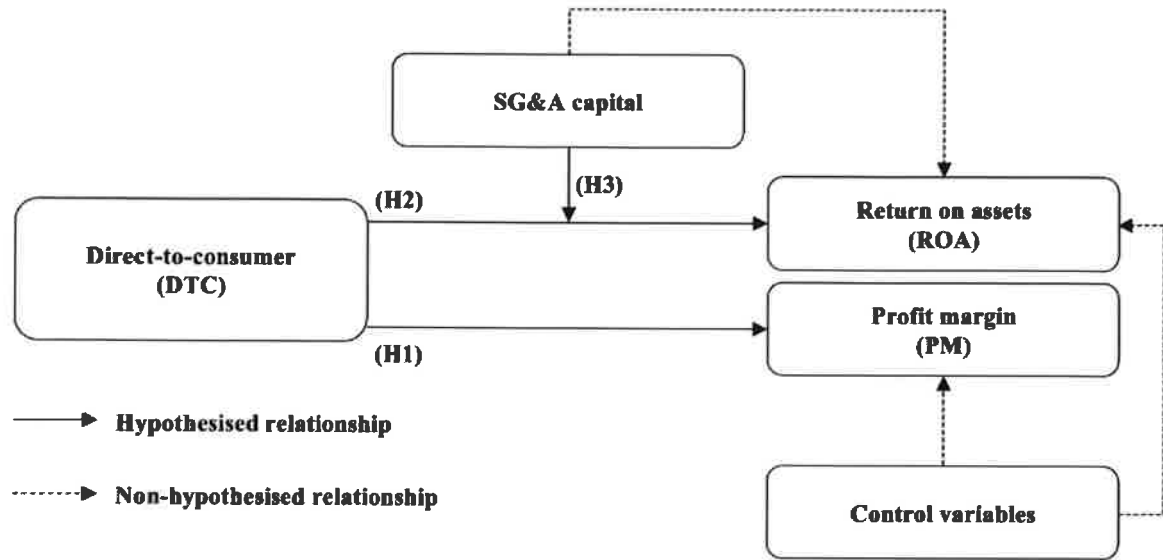 SG&A capital
(H2)
(H3)
Direct-to-consumer
(DTC)
Return on assets
(ROA)
(H1)
Profit margin
(PM)
Hypothesised relationship
Non-hypothesised relationship
Control variables